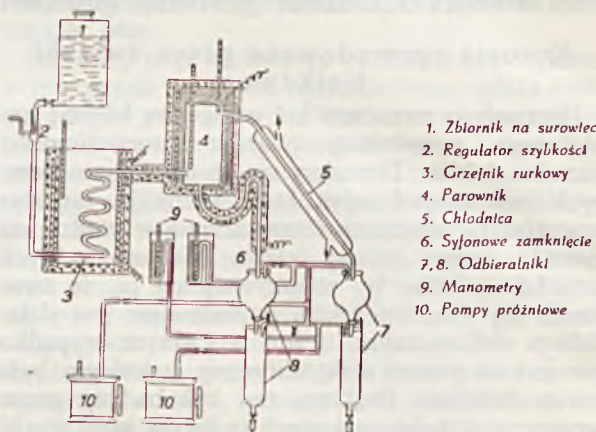 1
2
3
4
5
6
7
8
9
10
10
1. Zbiornik na surowiec
2. Regulator szybkości
3. Grzejnik rurkowy
4. Parownik
5. Chłodnica
6. Syfonowe zamknięcie
7,8. Odbieralniki
9. Manometry
10. Pompy próżniowe